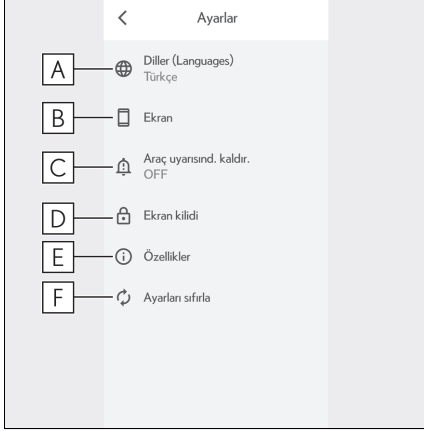 Ayarlar
A
Diller (Languages)
Türkçe
B
Ekran
C
Araç uyarısınd. kaldır.
OFF
D
Ekran kilidi
E
Özellikler
F
Ayarları sıfırla